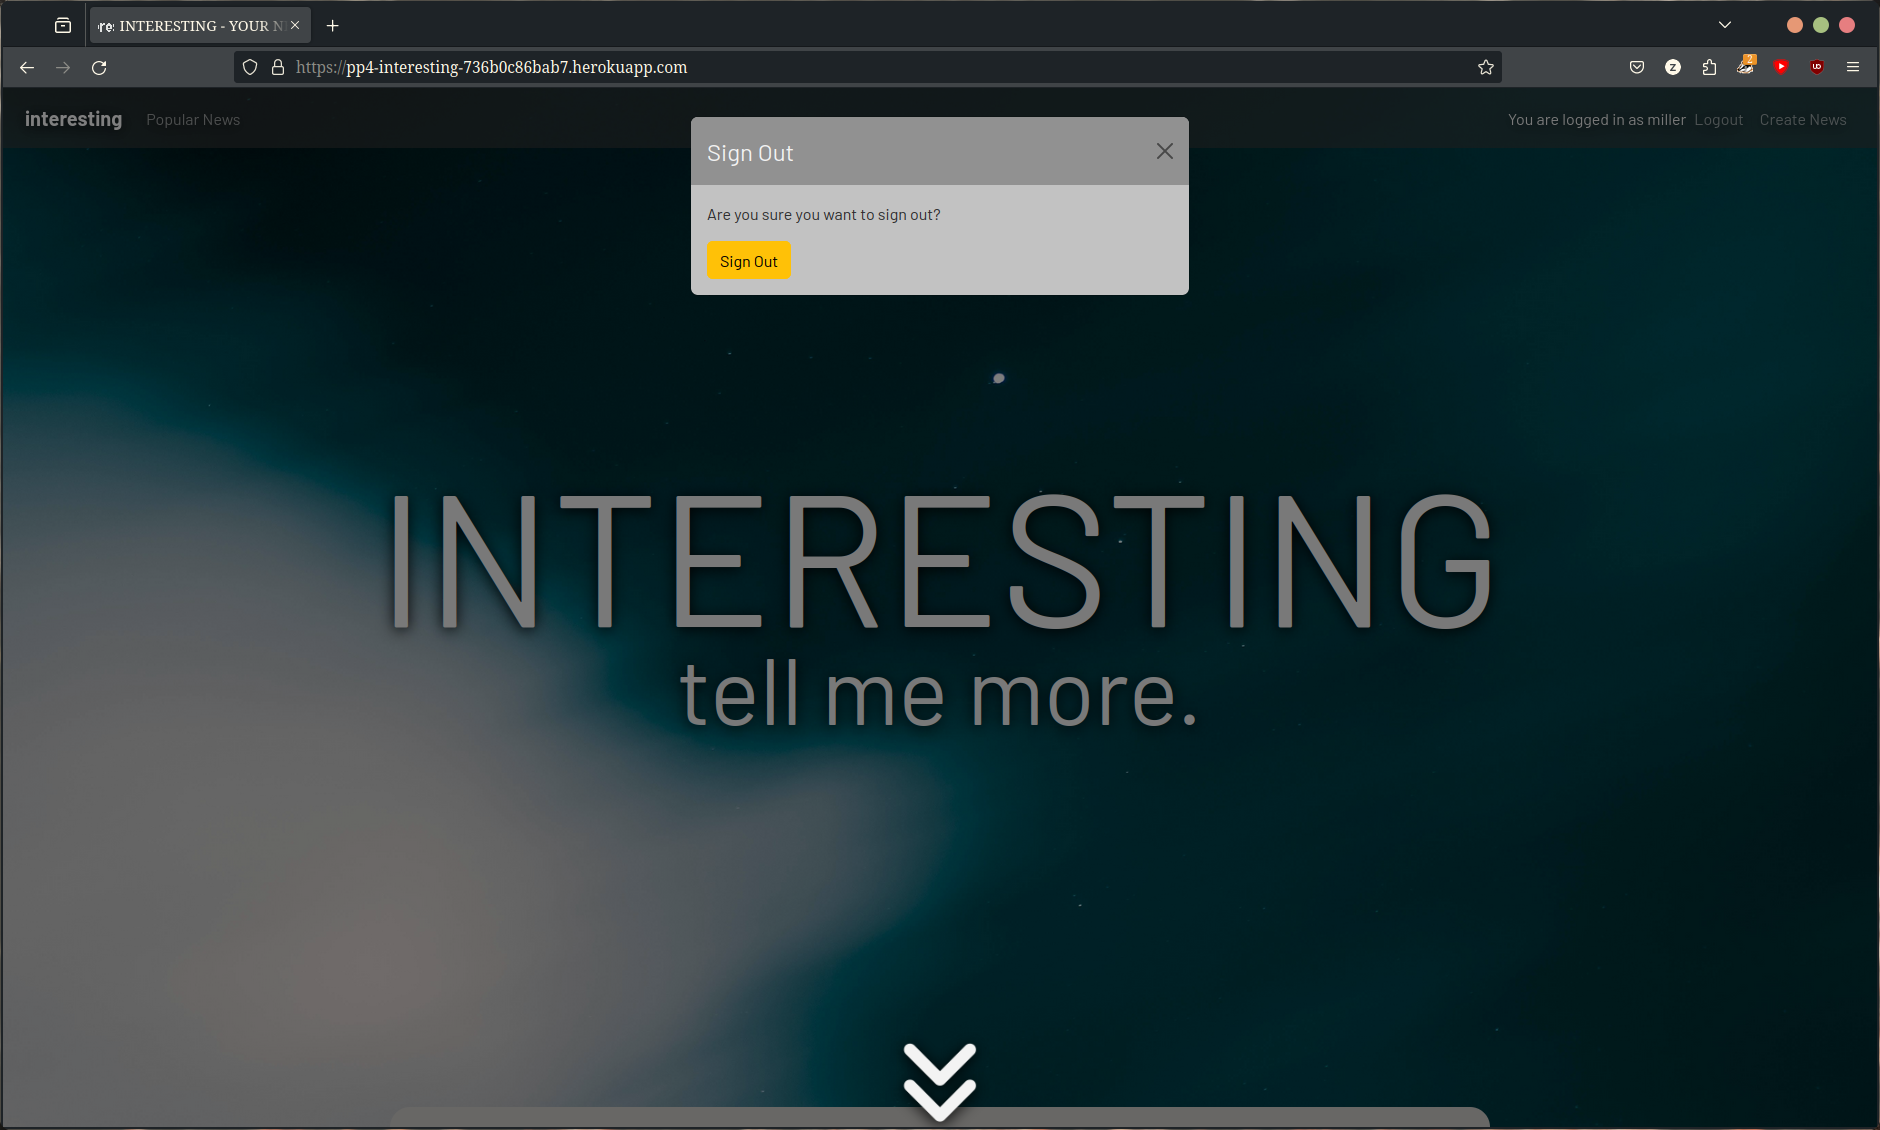 INTERESTING - YOUR N
https://pp4-interesting-736b0c86bab7.herokuapp.com
2
interesting Popular News You are logged in as miller Logout Create News
Sign Out
Are you sure you want to sign out?
Sign Out
INTERESTING
tell me more.